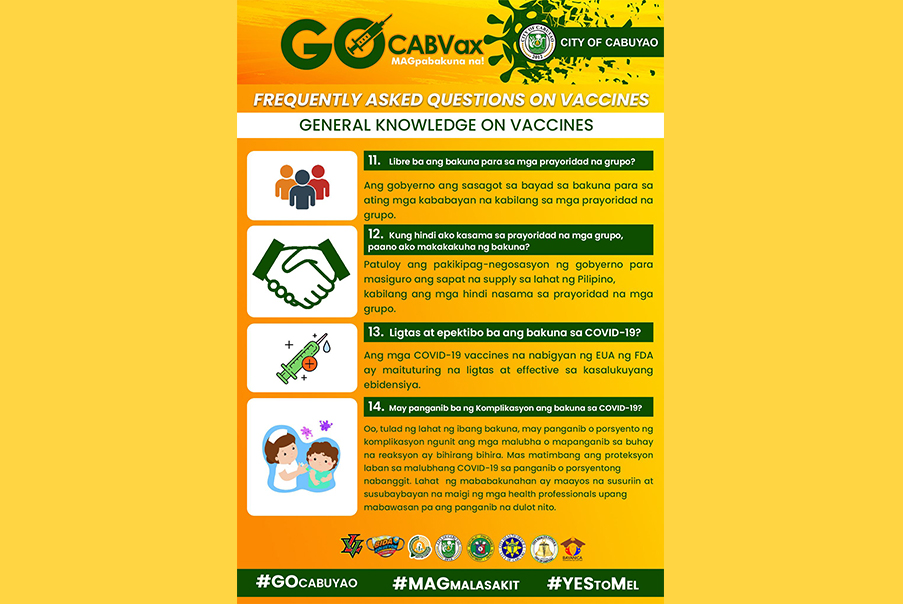 GO CABVax
MAGpabakuna na!
CITY OF CABUYAO
FREQUENTLY ASKED QUESTIONS ON VACCINES
GENERAL KNOWLEDGE ON VACCINES
11. Libre ba ang bakuna para sa mga prayoridad na grupo?
Ang gobyerno ang sasagot sa bayad sa bakuna para sa
ating mga kababayan na kabilang sa mga prayoridad na
grupo.
12. Kung hindi ako kasama sa prayoridad na mga grupo,
paano ako makakakuha ng bakuna?
Patuloy ang pakikipag-negosasyon ng gobyerno para
masiguro ang sapat na supply sa lahat ng Pilipino,
kabilang ang mga hindi nasama sa prayoridad na mga
grupo.
13. Ligtas at epektibo ba ang bakuna sa COVID-19?
Ang mga COVID-19 vaccines na nabigyan ng EUA ng FDA
ay maituturing na ligtas at effective sa kasalukuyang
ebidensiya.
14. May panganib ba ng Komplikasyon ang bakuna sa COVID-19?
Oo, tulad ng lahat ng ibang bakuna, may panganib o porsyento ng
komplikasyon ngunit ang mga malubha o mapanganib sa buhay
na reaksyon ay bihirang bihira. Mas matimbang ang proteksyon
laban sa malubhang COVID-19 sa panganib o porsyentong
nabanggit. Lahat ng mababakunahan ay maayos na susuriin at
susubaybayan na maigi ng mga health professionals upang
mabawasan pa ang panganib na dulot nito.
BIDA
#GOCABUYAO #MAGMALASAKIT #YESTOMEL